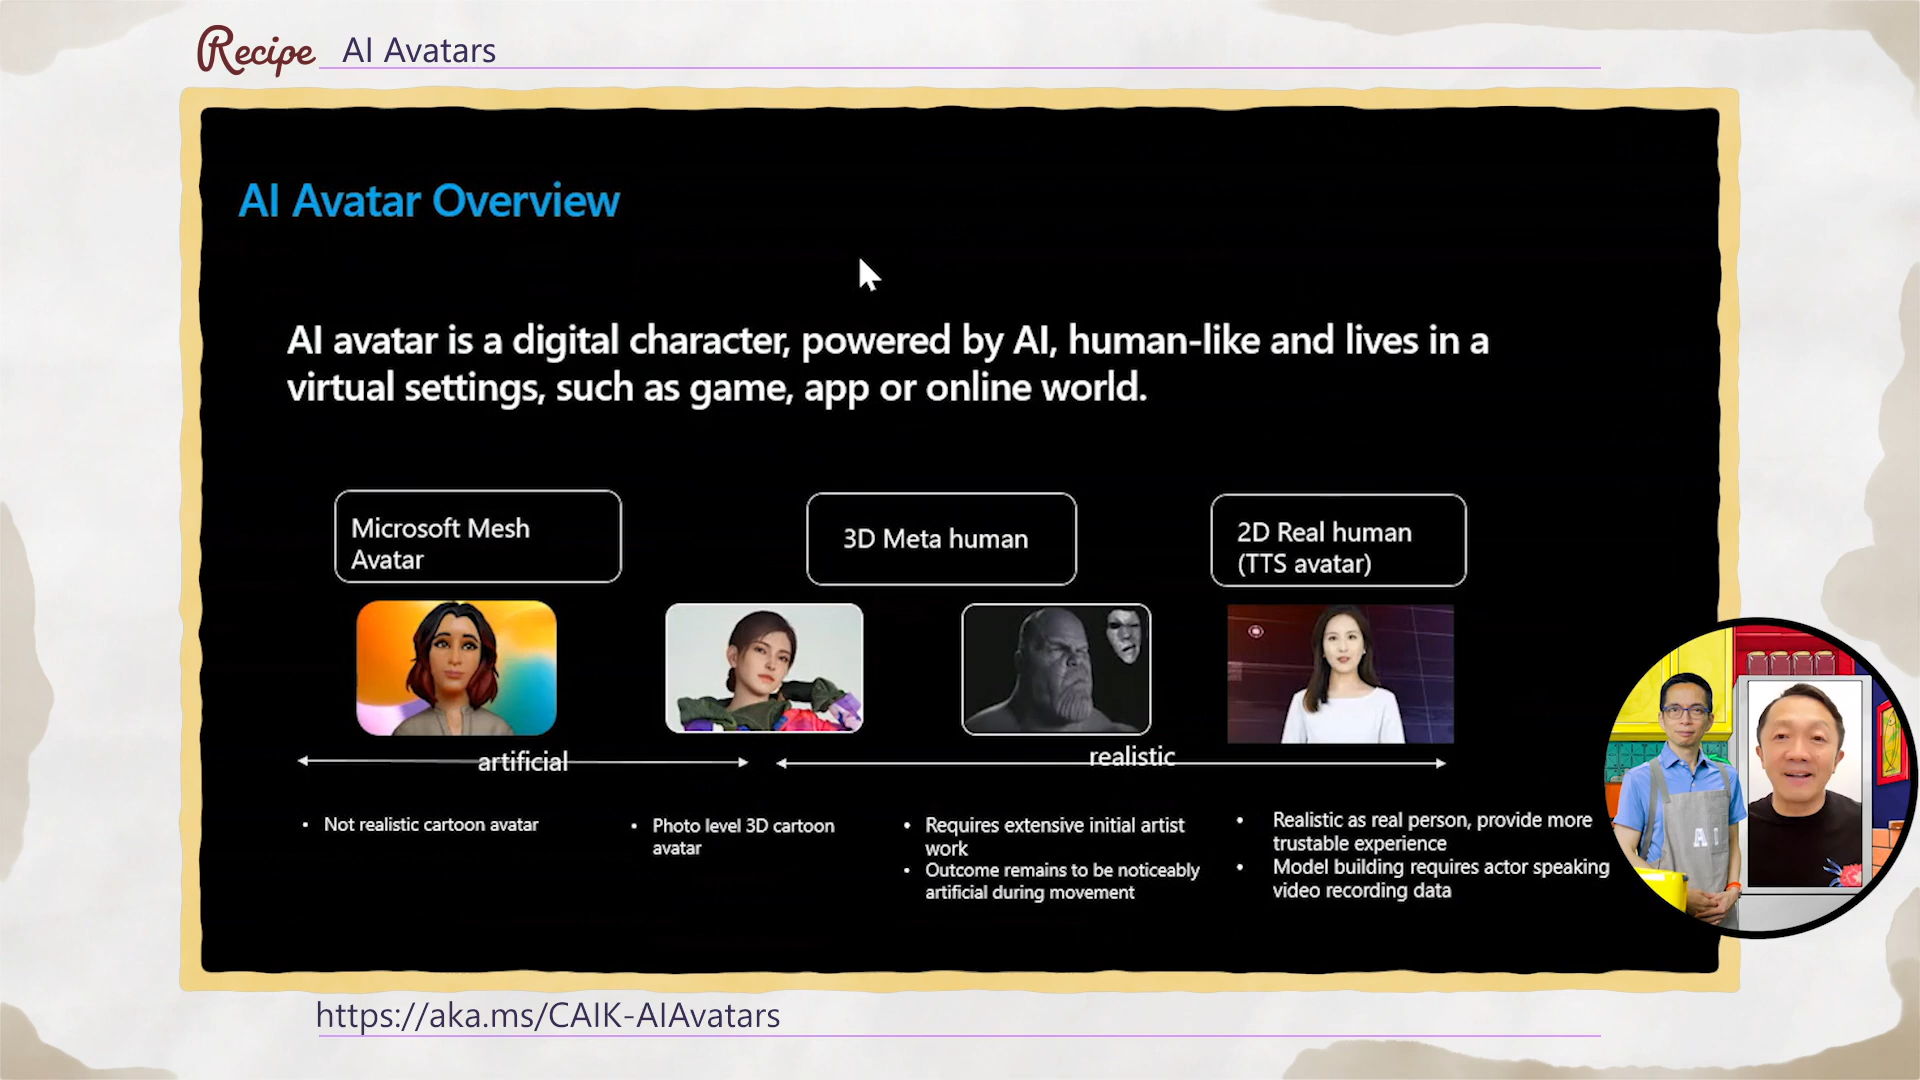 Recipe AI Avatars
AI Avatar Overview
AI avatar is a digital character, powered by AI, human-like and lives in a
virtual settings, such as game, app or online world.
Microsoft Mesh
Avatar
3D Meta human
2D Real human
(TTS avatar)
artificial
realistic
• Not realistic cartoon avatar
• Photo level 3D cartoon
avatar
• Requires extensive initial artist
work
• Outcome remains to be noticeably
artificial during movement
• Realistic as real person, provide more
trustable experience
• Model building requires actor speaking
video recording data
AI
https://aka.ms/CAIK-AIAvatars